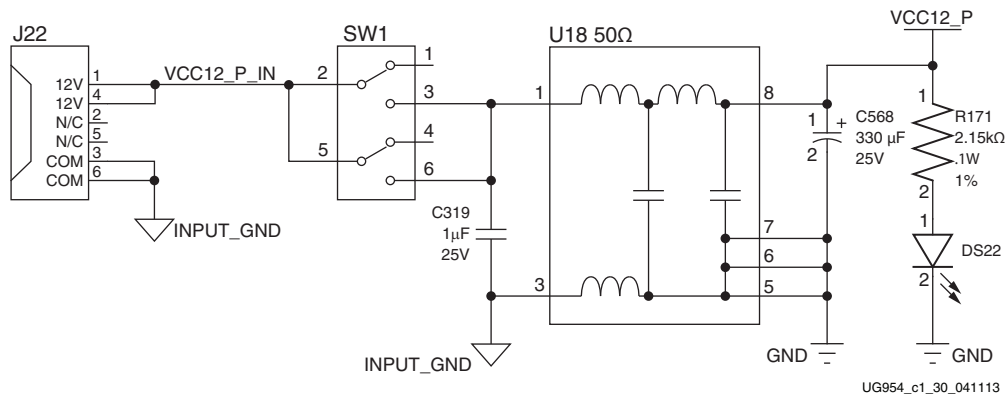 VCC12_P
J22
SW1
U18 50Ω
12V
1
12V
4
N/C
2
N/C
5
COM
3
COM
6
VCC12_P_IN
INPUT_GND
2
1
3
5
4
6
C319
1μF
25V
INPUT_GND
1
3
8
7
6
5
1
+
2
C568
330 μF
25V
GND
1
R171
2.15kΩ
.1W
1%
2
1
DS22
2
GND
UG954_c1_30_041113